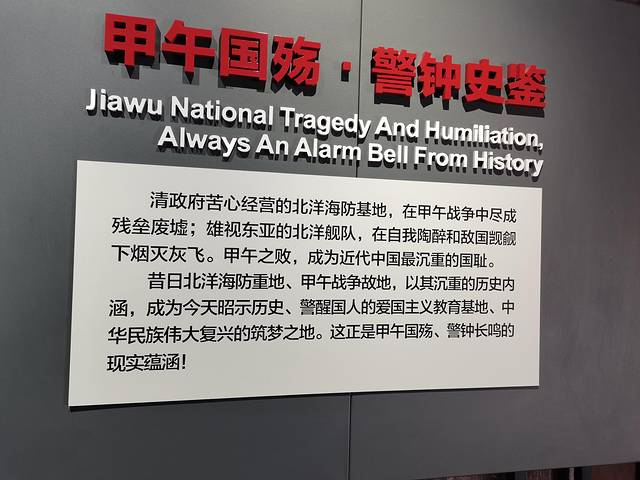 甲午国殇·警钟史鉴
Jiawu National Tragedy And Humiliation,
Always An Alarm Bell From History
清政府苦心经营的北洋海防基地，在甲午战争中尽成
残垒废墟；雄视东亚的北洋舰队，在自我陶醉和敌国觊觎
下烟灭灰飞。甲午之败，成为近代中国最沉重的国耻。
昔日北洋海防重地、甲午战争故地，以其沉重的历史内
涵，成为今天昭示历史、警醒国人的爱国主义教育基地、中
华民族伟大复兴的筑梦之地。这正是甲午国殇、警钟长鸣的
现实蕴涵！